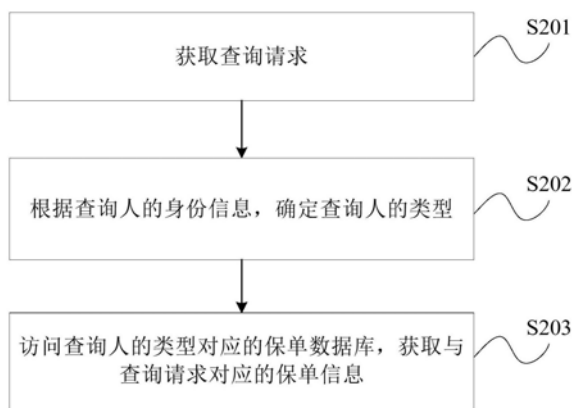 S201
获取查询请求
S202
根据查询人的身份信息，确定查询人的类型
S203
访问查询人的类型对应的保单数据库，获取与
查询请求对应的保单信息